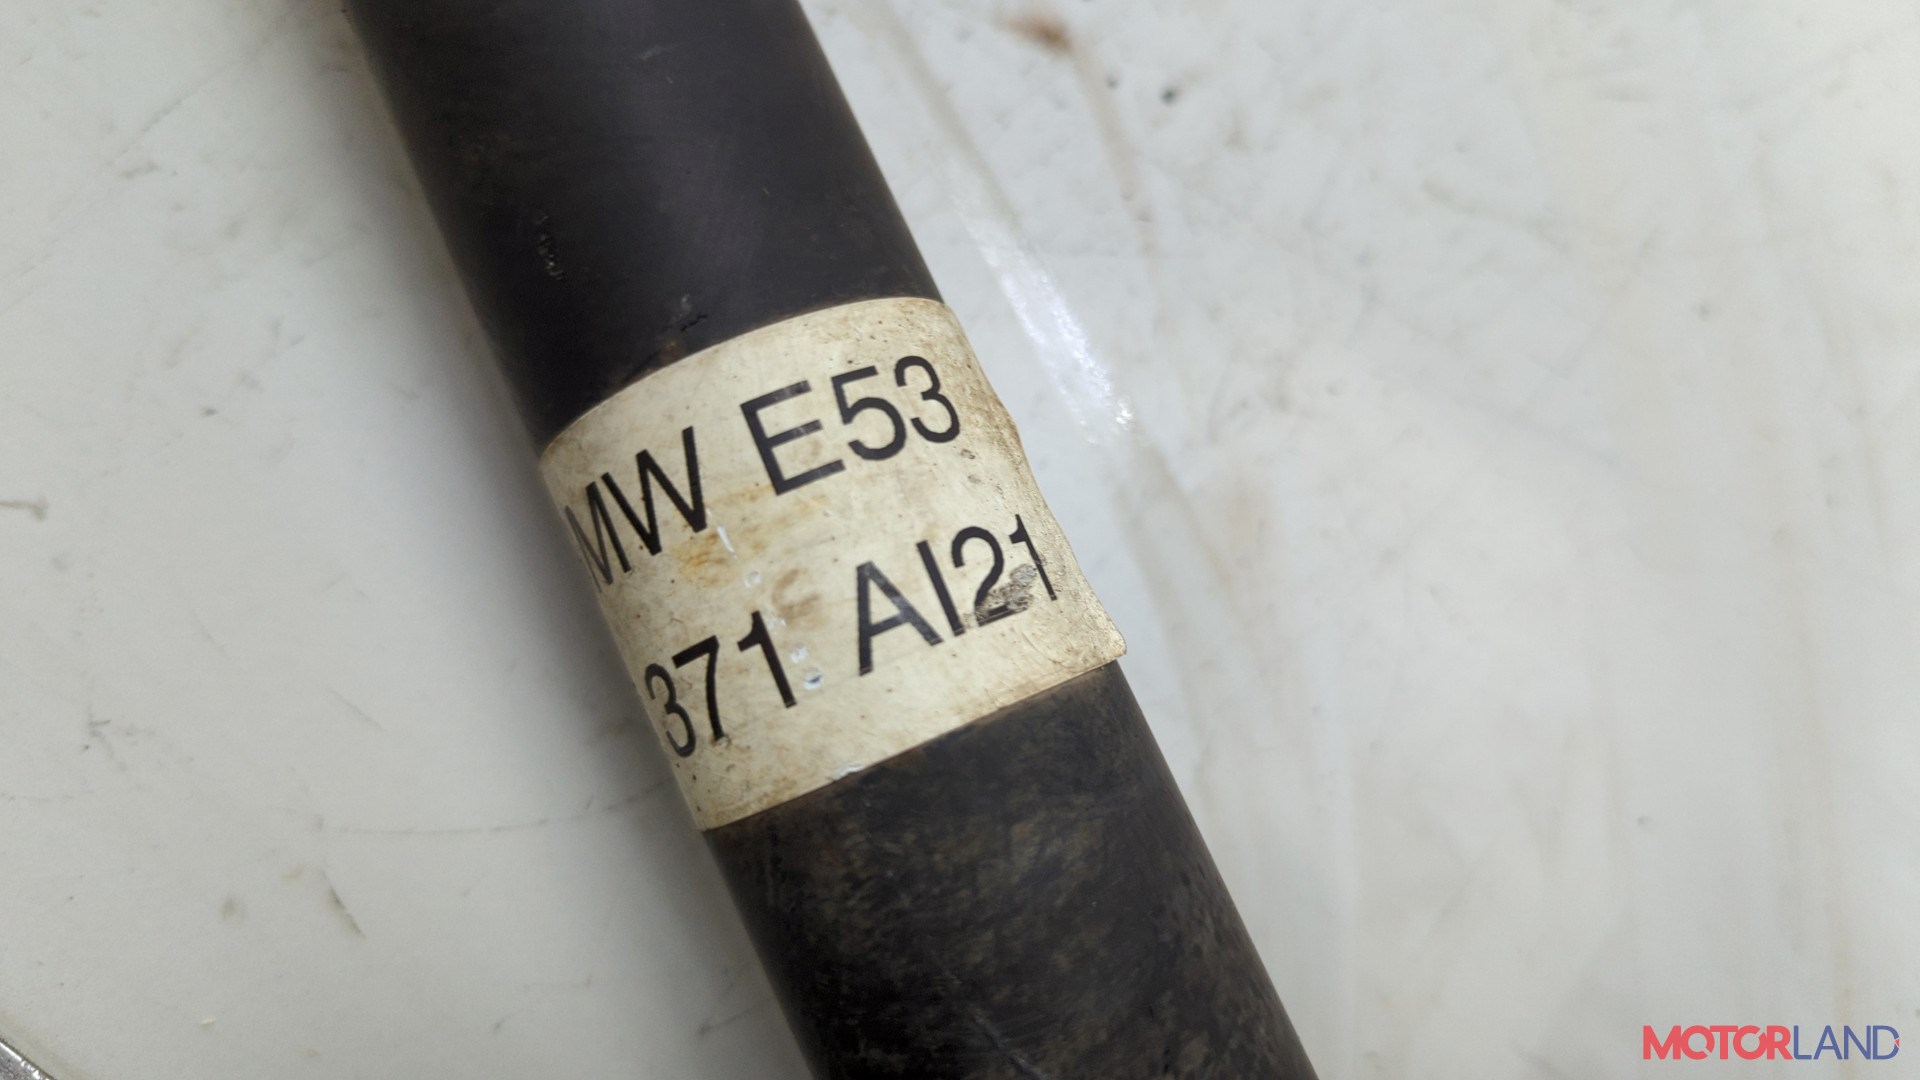 MW E53
371 AI21
MOTORLAND